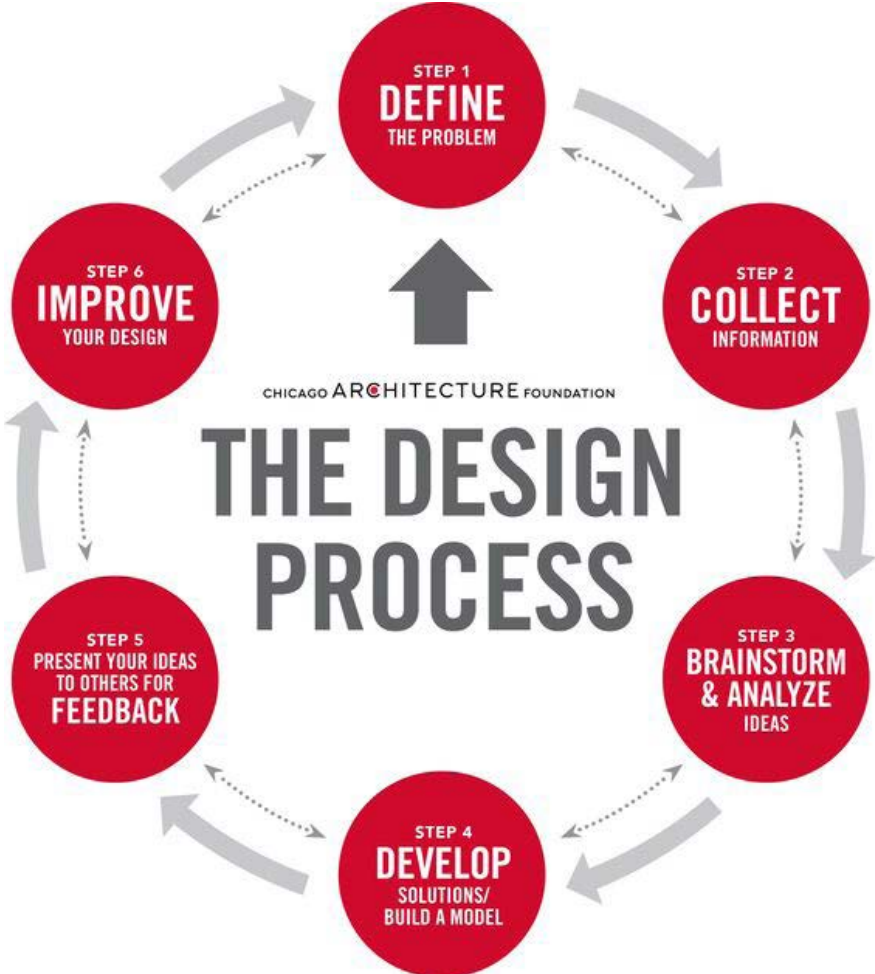 STEP 1
DEFINE
THE PROBLEM
STEP 2
COLLECT
INFORMATION
STEP 3
BRAINSTORM
& ANALYZE
IDEAS
STEP 4
DEVELOP
SOLUTIONS/
BUILD A MODEL
STEP 5
PRESENT YOUR IDEAS
TO OTHERS FOR
FEEDBACK
STEP 6
IMPROVE
YOUR DESIGN
CHICAGO ARCHITECTURE FOUNDATION
THE DESIGN
PROCESS